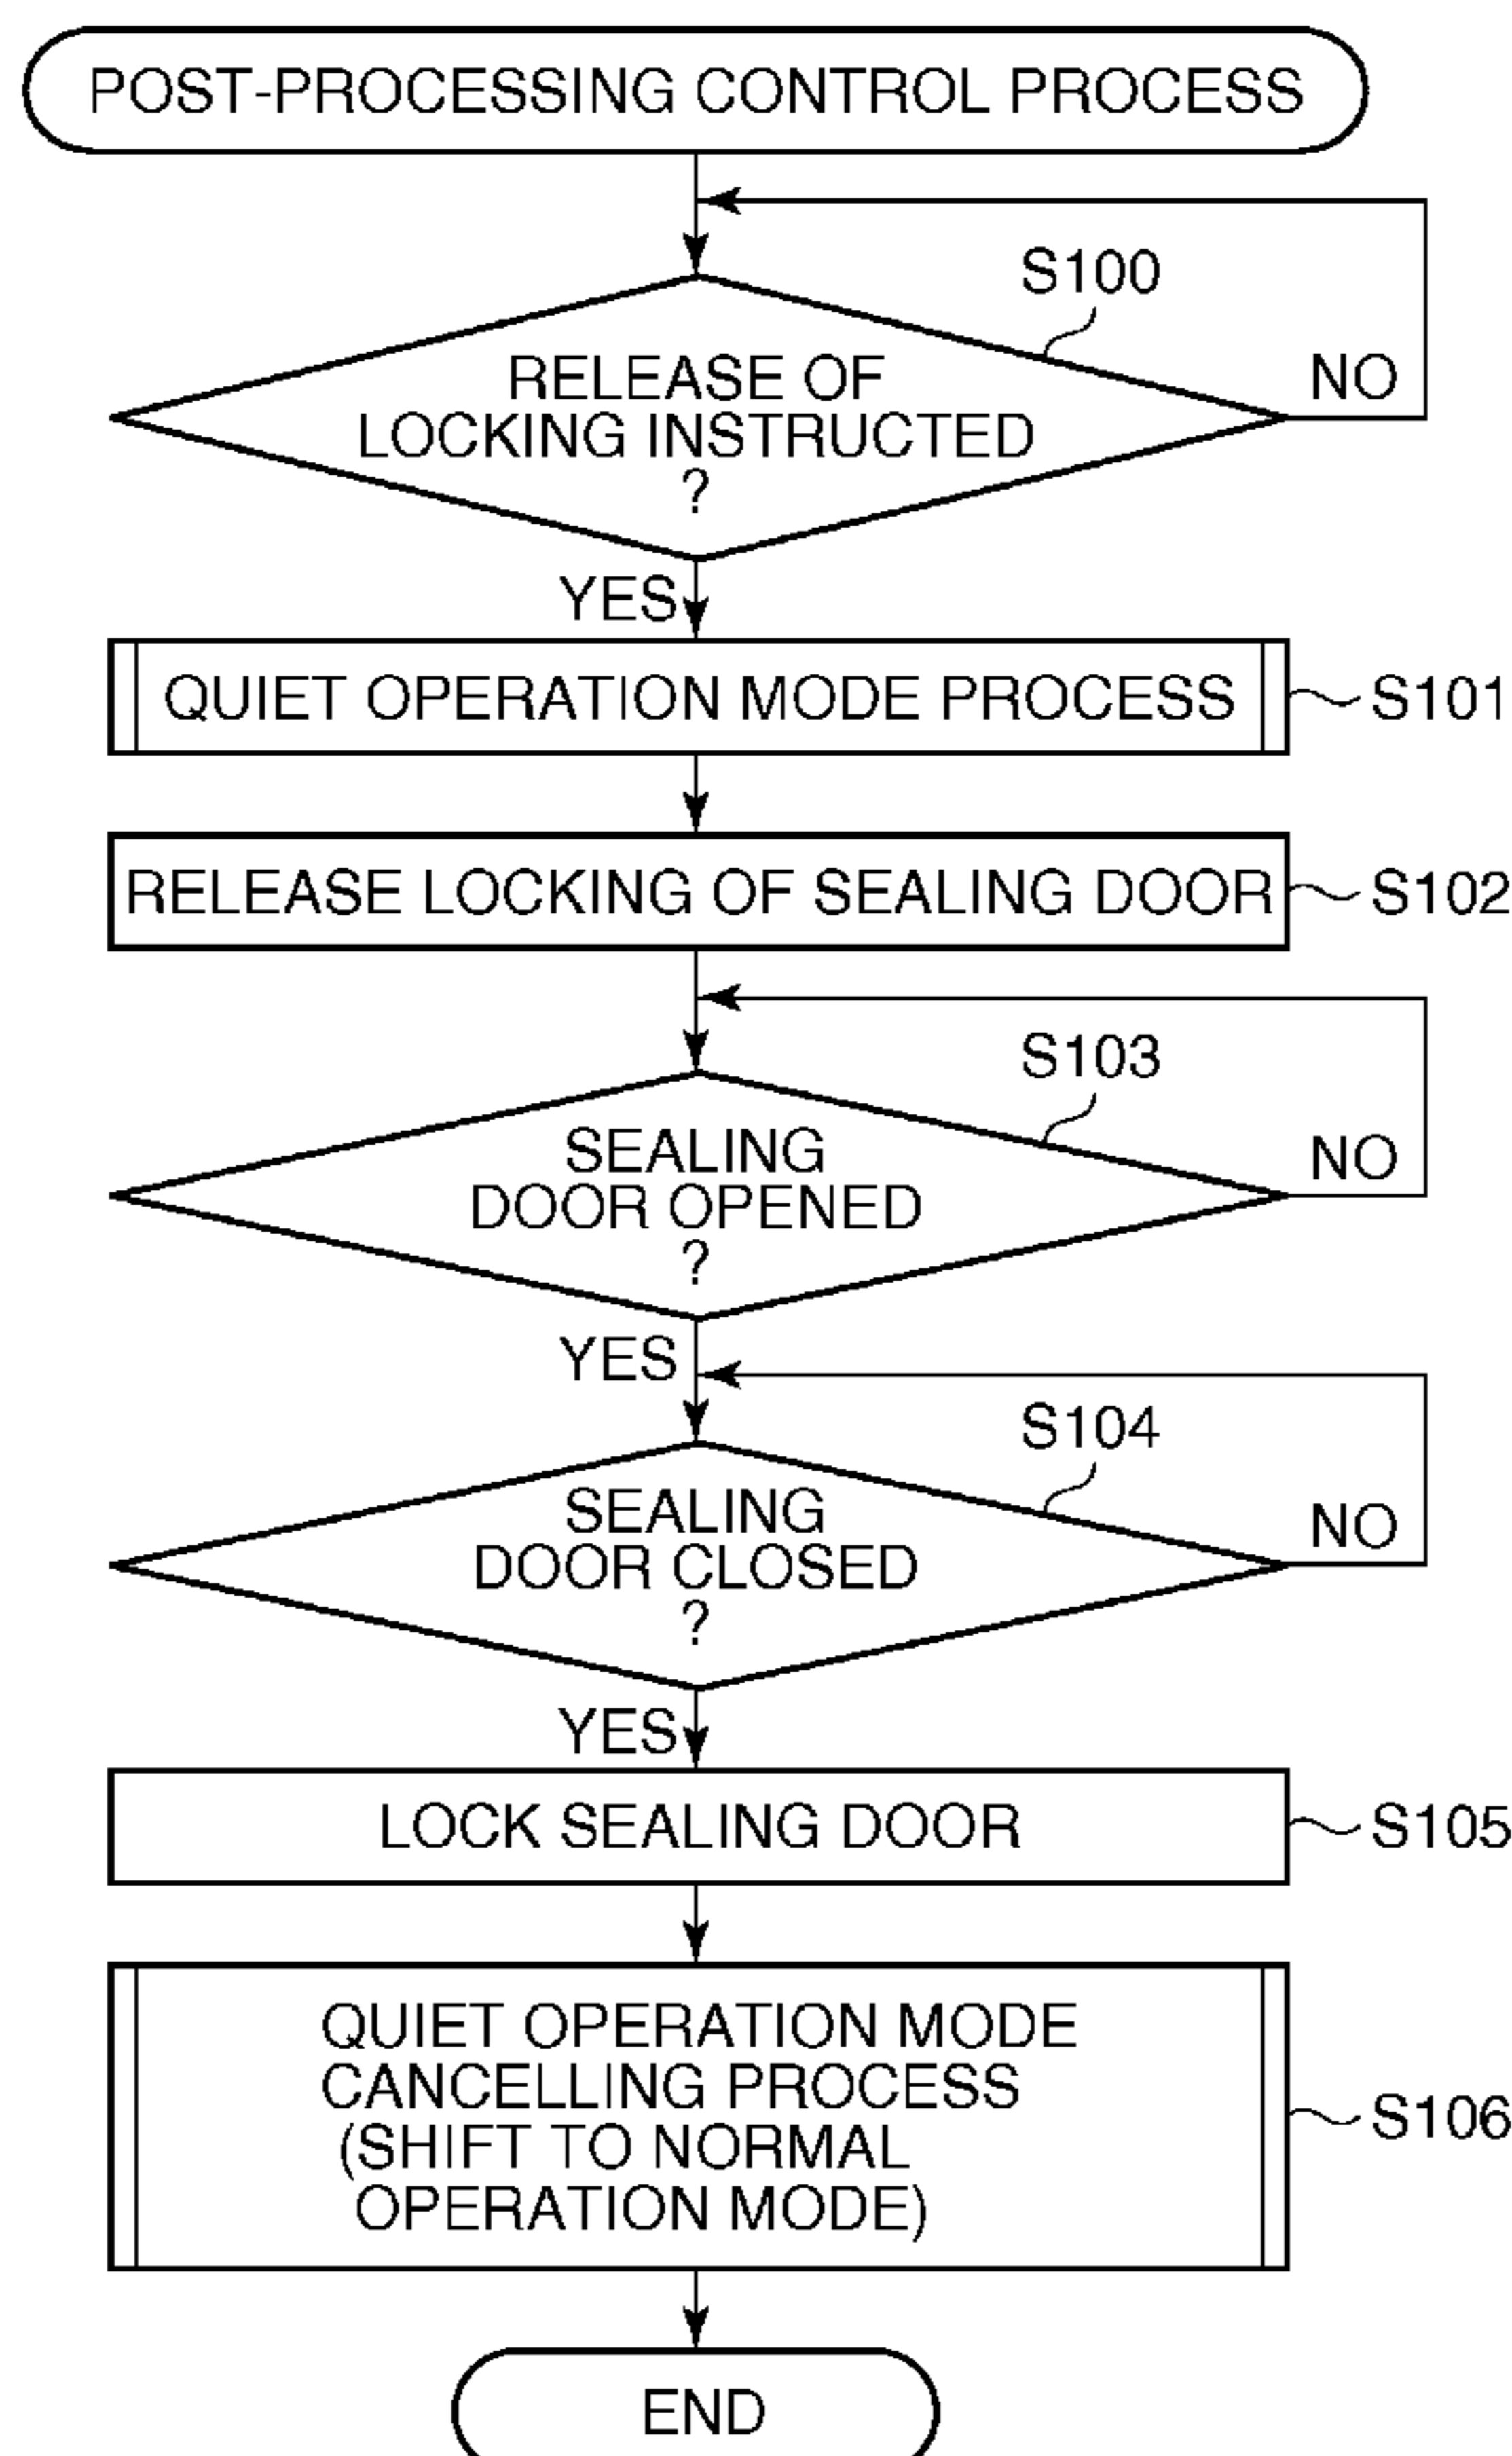 POST-PROCESSING CONTROL PROCESS
S100
RELEASE OF
LOCKING INSTRUCTED
?
NO
YES
QUIET OPERATION MODE PROCESS
S101
RELEASE LOCKING OF SEALING DOOR
S102
S103
SEALING
DOOR OPENED
?
NO
YES
S104
SEALING
DOOR CLOSED
?
NO
YES
LOCK SEALING DOOR
S105
QUIET OPERATION MODE
CANCELLING PROCESS
(SHIFT TO NORMAL
OPERATION MODE)
S106
END